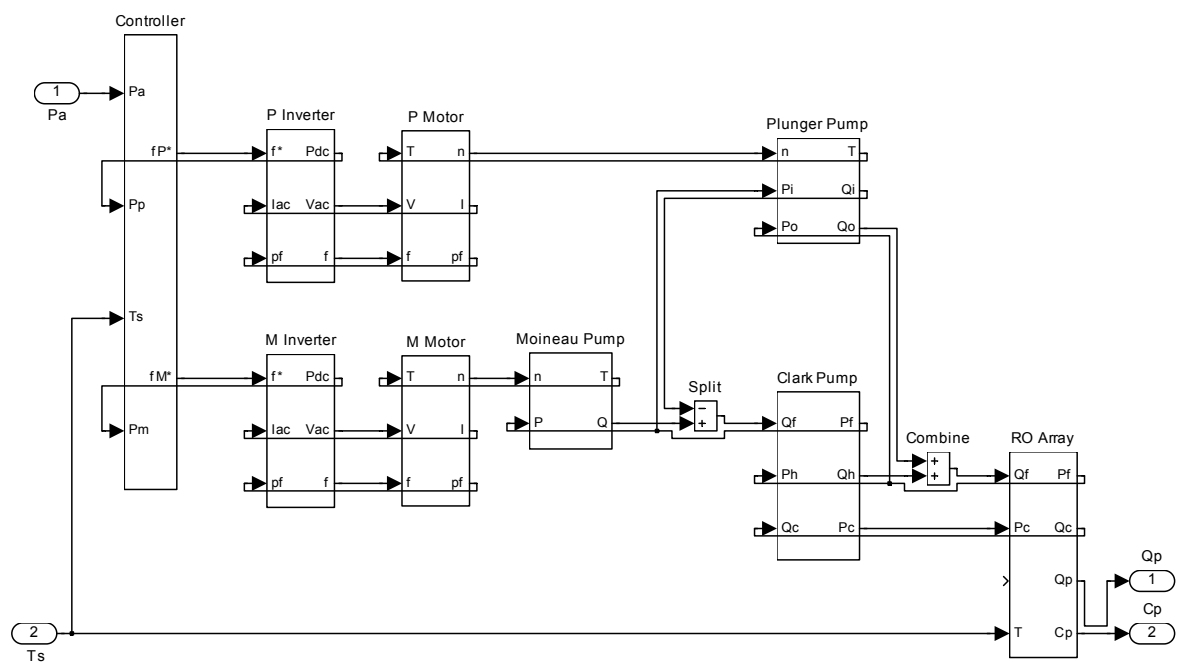 Controller
1
Pa
Pa
fP*
Pp
Ts
fM*
Pm
P Inverter
f* Pdc
Iac Vac
pf f
P Motor
T n
V I
f pf
Plunger Pump
n T
Pi Qi
Po Qo
M Inverter
f* Pdc
Iac Vac
pf f
M Motor
T n
V I
f pf
Moineau Pump
n T
P Q
Split
−
+
Clark Pump
Qf Pf
Ph Qh
Qc Pc
Combine
+
+
RO Array
Qf Pf
Pc Qc
Qp
T Cp
Qp
1
Cp
2
2
Ts